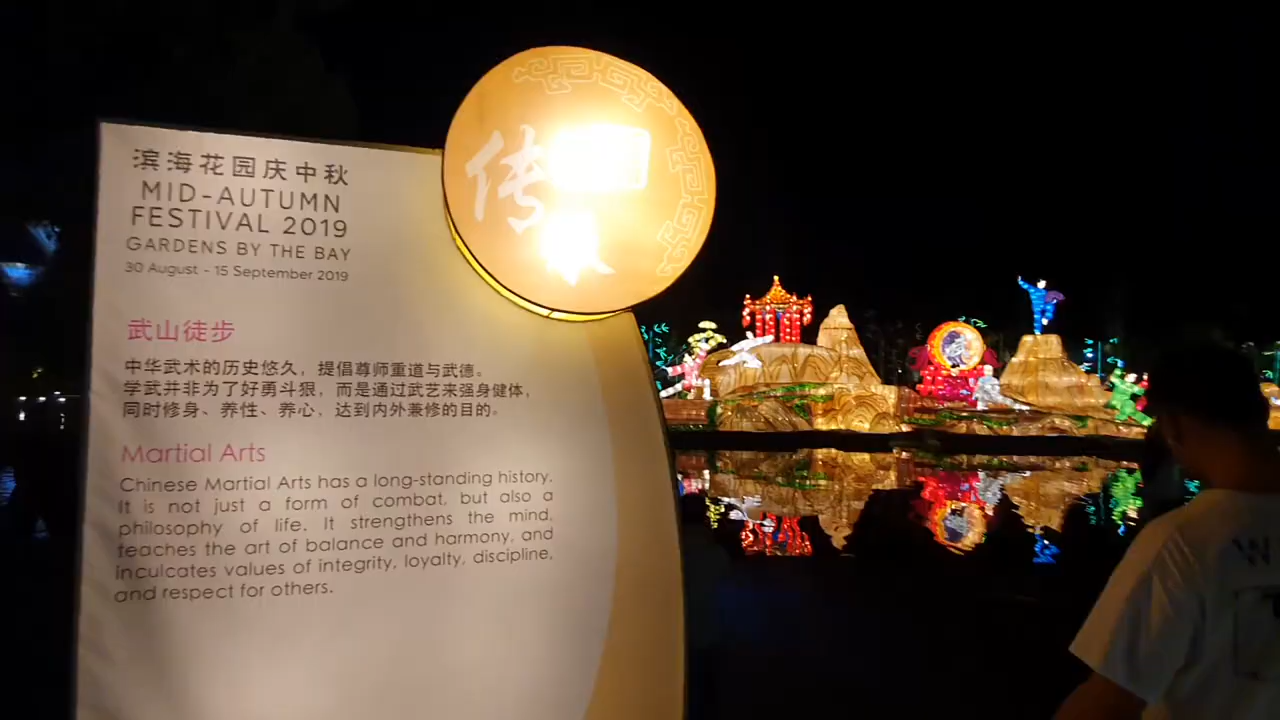 滨海花园庆中秋
MID-AUTUMN
FESTIVAL 2019
GARDENS BY THE BAY
30 August - 15 September 2019
传
武山徒步
中华武术的历史悠久，提倡尊师重道与武德。
学武并非为了好勇斗狠，而是通过武艺来强身健体，
同时修身、养性、养心，达到内外兼修的目的。
Martial Arts
Chinese Martial Arts has a long-standing history.
It is not just a form of combat, but also a
philosophy of life. It strengthens the mind,
teaches the art of balance and harmony, and
inculcates values of integrity, loyalty, discipline,
and respect for others.